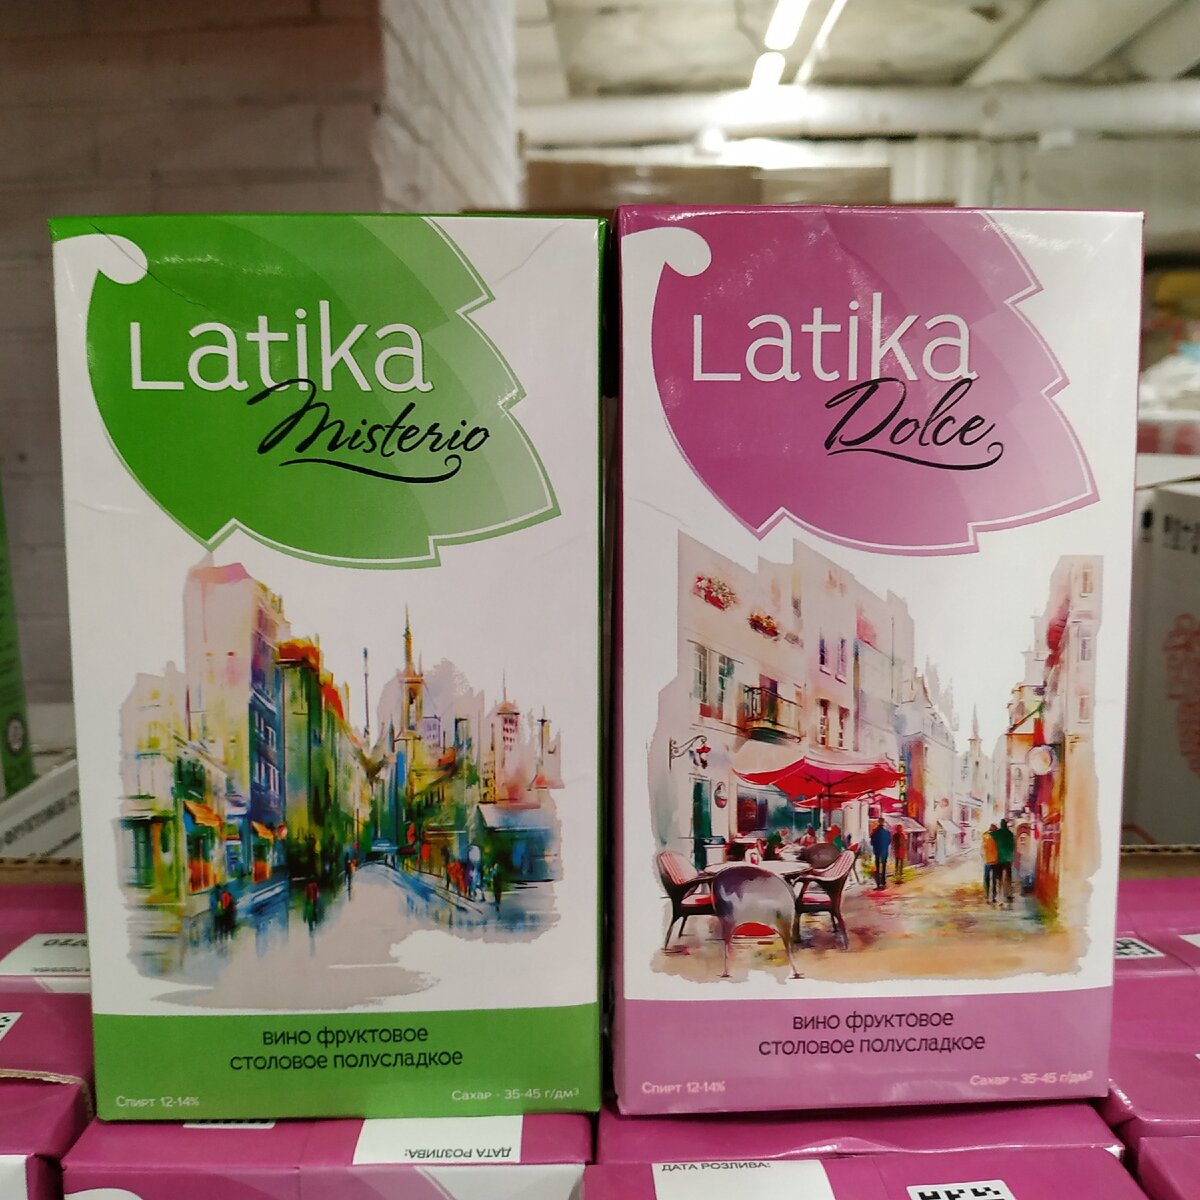 Latika
Misterio
вино фруктовое
столовое полусладкое
Спирт 12-14%
Сахар - 35-45 г/дм³
Latika
Dolce
вино фруктовое
столовое полусладкое
Спирт 12-14%
Сахар - 35-45 г/дм³
ДАТА РОЗЛИВА:
ДАТА РОЗЛИВА: